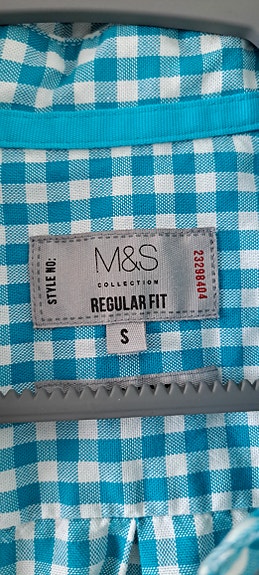 STYLE NO:
M&S
COLLECTION
REGULAR FIT
23298404
S